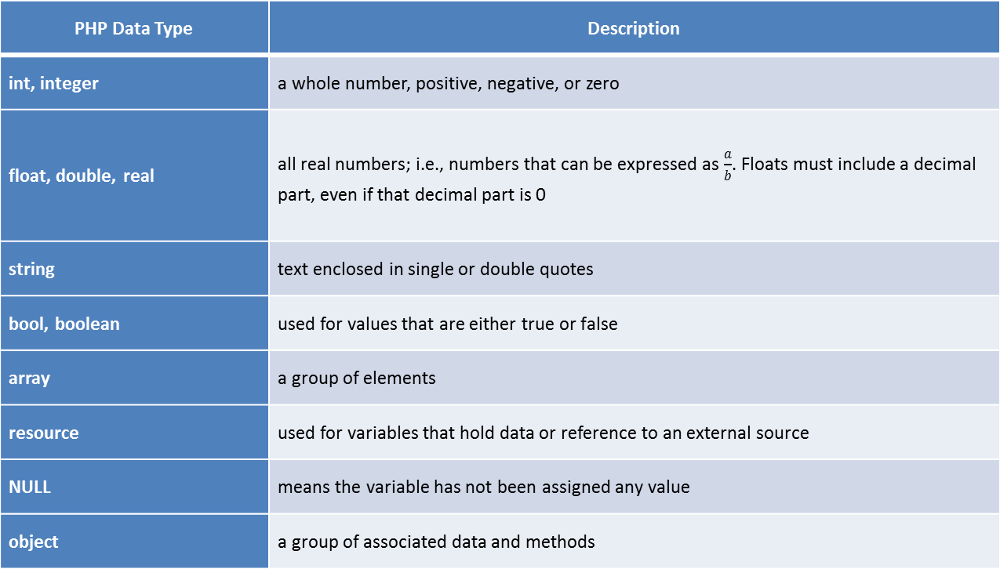 PHP Data Type
Description
int, integer
a whole number, positive, negative, or zero
float, double, real
all real numbers; i.e., numbers that can be expressed as a/b. Floats must include a decimal
part, even if that decimal part is 0
string
text enclosed in single or double quotes
bool, boolean
used for values that are either true or false
array
a group of elements
resource
used for variables that hold data or reference to an external source
NULL
means the variable has not been assigned any value
object
a group of associated data and methods